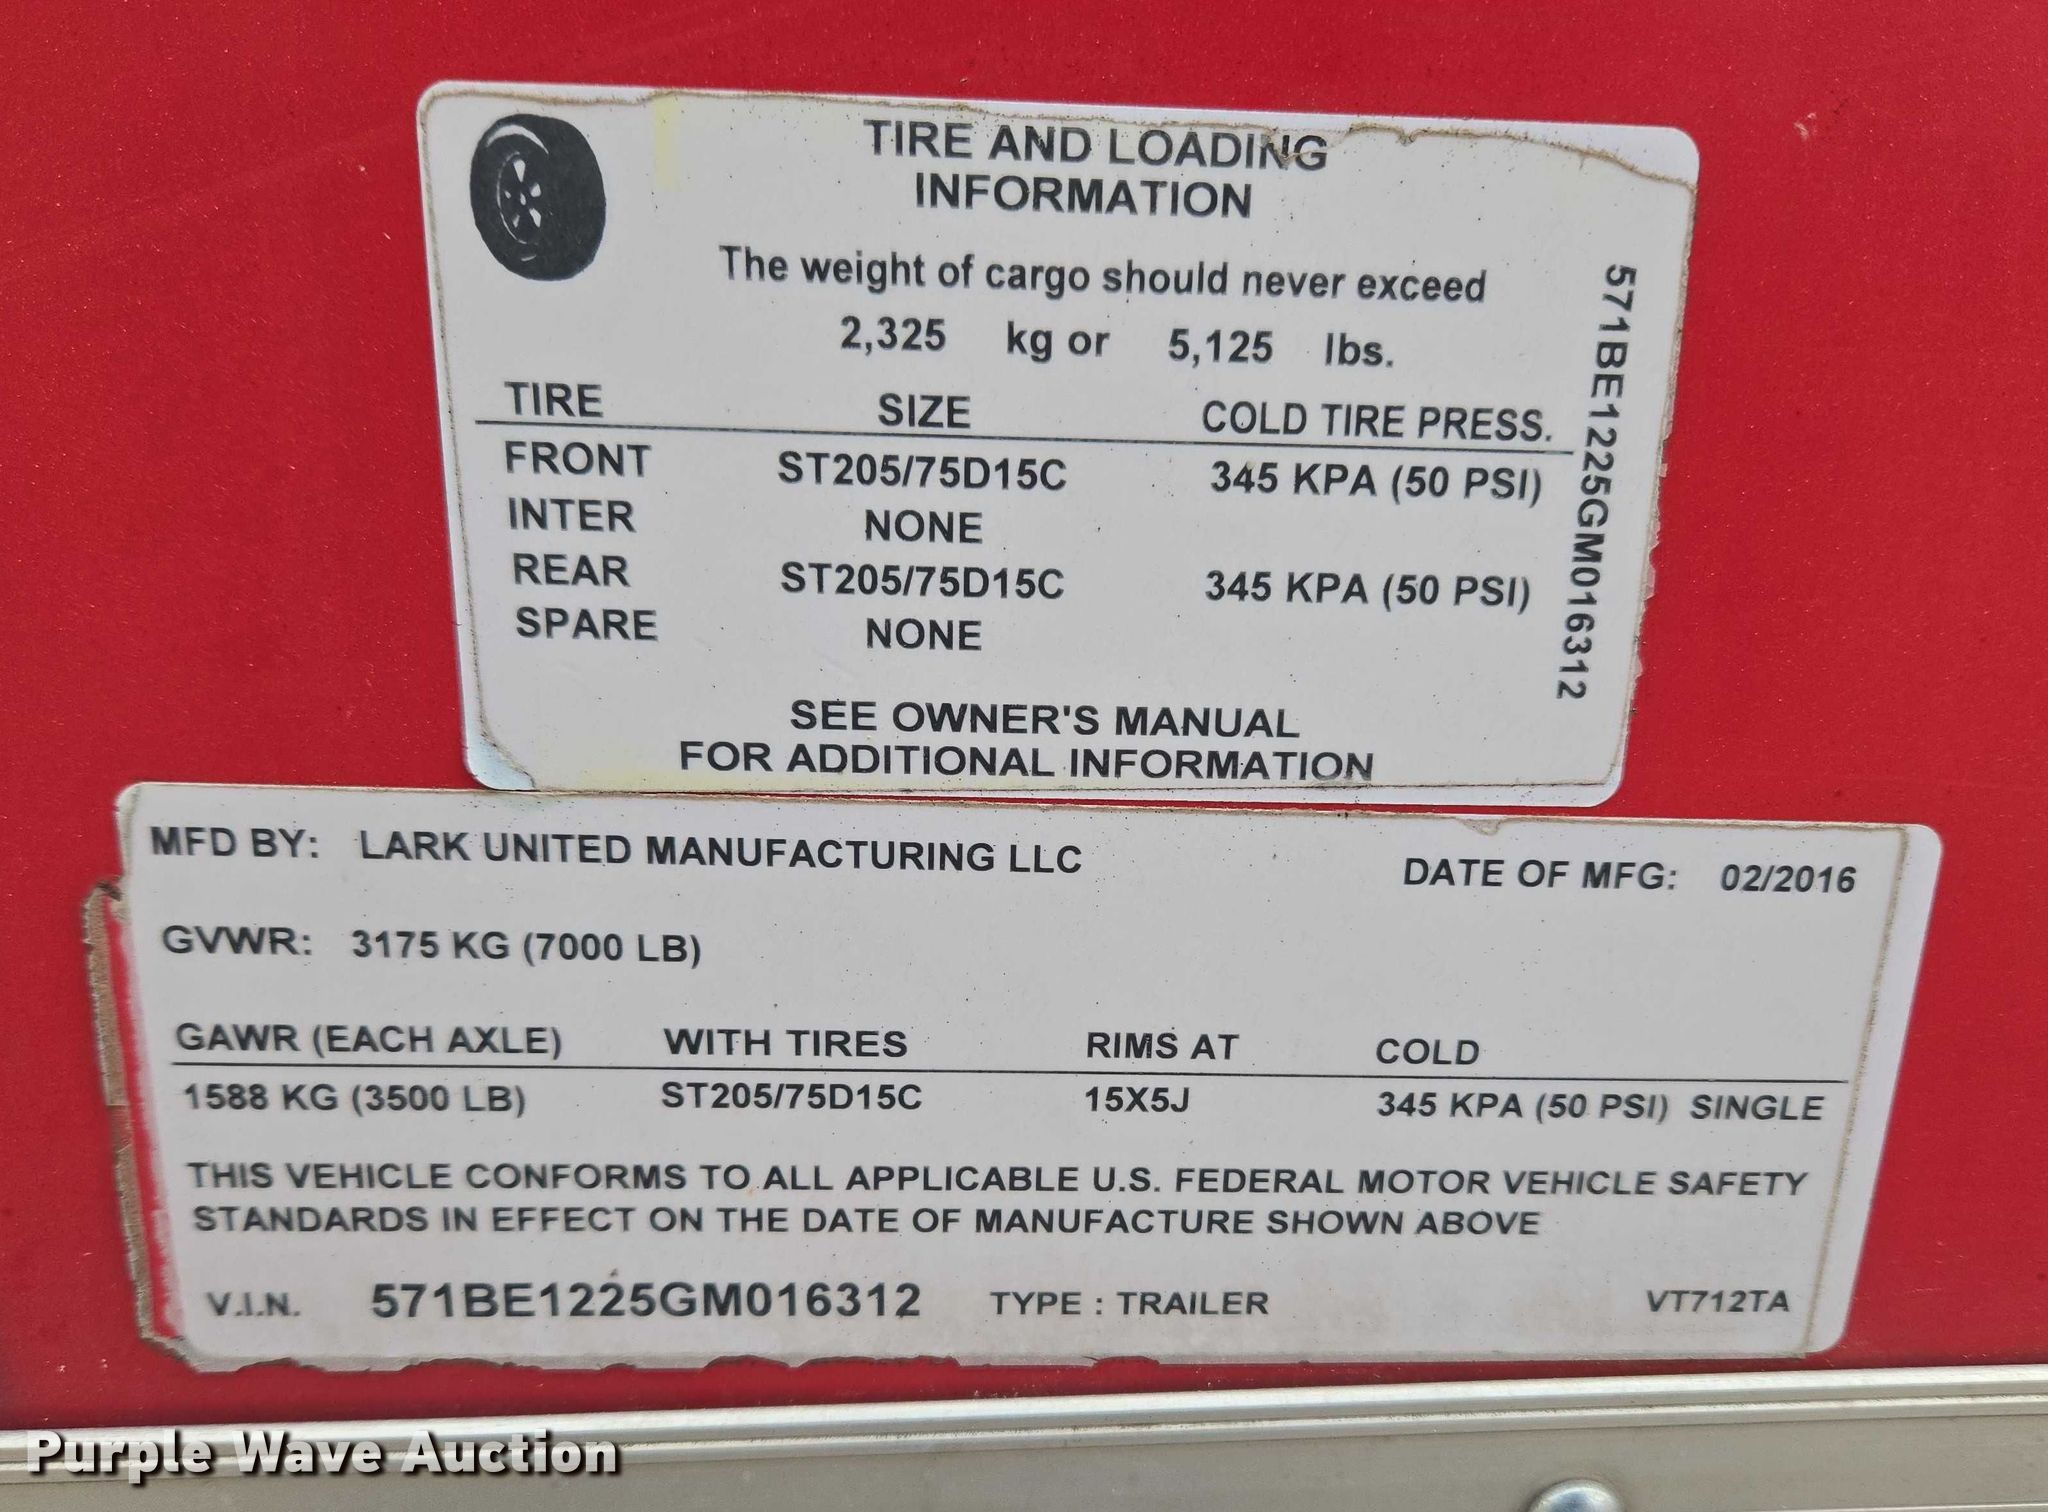 TIRE AND LOADING
INFORMATION
The weight of cargo should never exceed
2,325 kg or 5,125 lbs.
TIRE SIZE COLD TIRE PRESS.
FRONT ST205/75D15C 345 KPA (50 PSI)
INTER NONE
REAR ST205/75D15C 345 KPA (50 PSI)
SPARE NONE
SEE OWNER'S MANUAL
FOR ADDITIONAL INFORMATION
571BE1225GM016312
MFD BY: LARK UNITED MANUFACTURING LLC DATE OF MFG: 02/2016
GVWR: 3175 KG (7000 LB)
GAWR (EACH AXLE) WITH TIRES RIMS AT COLD
1588 KG (3500 LB) ST205/75D15C 15X5J 345 KPA (50 PSI) SINGLE
THIS VEHICLE CONFORMS TO ALL APPLICABLE U.S. FEDERAL MOTOR VEHICLE SAFETY
STANDARDS IN EFFECT ON THE DATE OF MANUFACTURE SHOWN ABOVE
V.I.N. 571BE1225GM016312 TYPE : TRAILER VT712TA
Purple Wave Auction